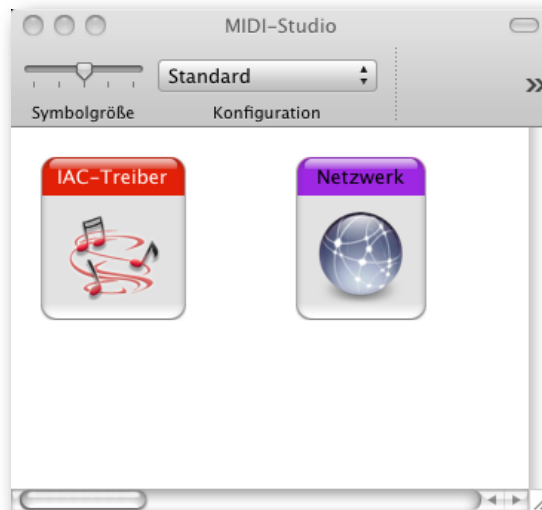 MIDI-Studio
Standard
Symbolgröße
Konfiguration
IAC-Treiber
Netzwerk